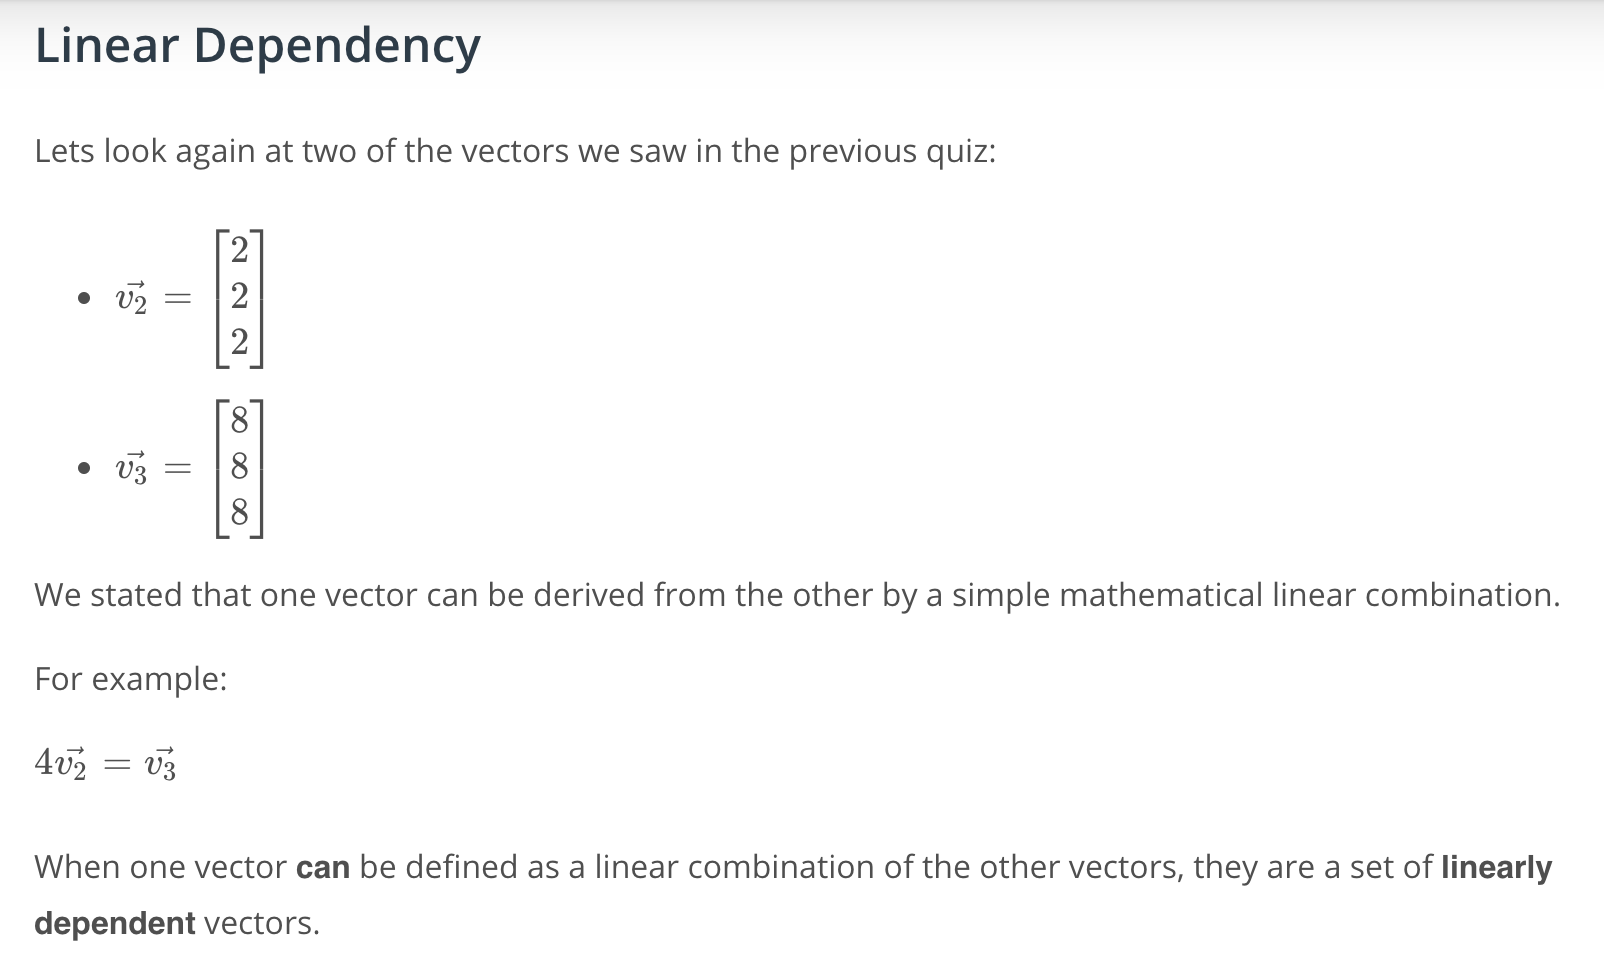 Linear Dependency
Lets look again at two of the vectors we saw in the previous quiz:
• $\vec{v_2} = \begin{bmatrix} 2 \\ 2 \\ 2 \end{bmatrix}$
• $\vec{v_3} = \begin{bmatrix} 8 \\ 8 \\ 8 \end{bmatrix}$
We stated that one vector can be derived from the other by a simple mathematical linear combination.
For example:
$4\vec{v_2} = \vec{v_3}$
When one vector can be defined as a linear combination of the other vectors, they are a set of linearly
dependent vectors.